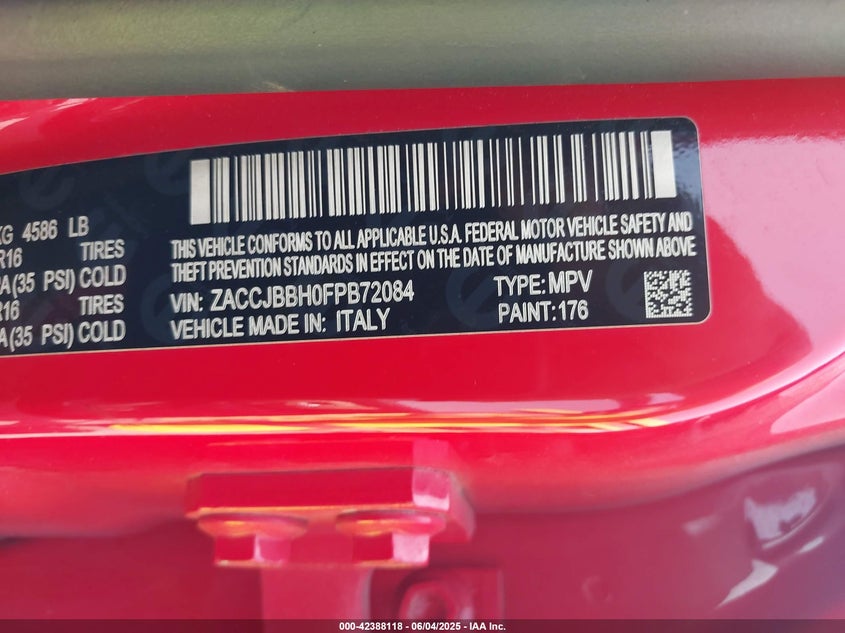 KG 4586 LB
R16 TIRES
(35 PSI) COLD
R16 TIRES
(35 PSI) COLD
THIS VEHICLE CONFORMS TO ALL APPLICABLE U.S.A. FEDERAL MOTOR VEHICLE SAFETY AND
THEFT PREVENTION STANDARDS IN EFFECT ON THE DATE OF MANUFACTURE SHOWN ABOVE
VIN: ZACCJBBH0FPB72084 TYPE: MPV
VEHICLE MADE IN: ITALY PAINT: 176
000-42388118 - 06/04/2025 - IAA Inc.